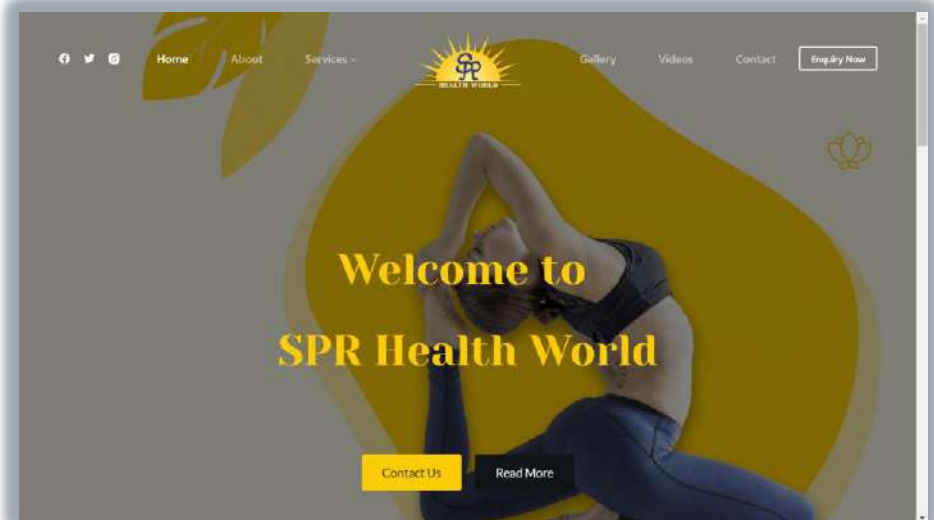 Home
About
Services
SPR
HEALTH WORLD
Gallery
Videos
Contact
Enquiry Now
Welcome to
SPR Health World
Contact Us
Read More